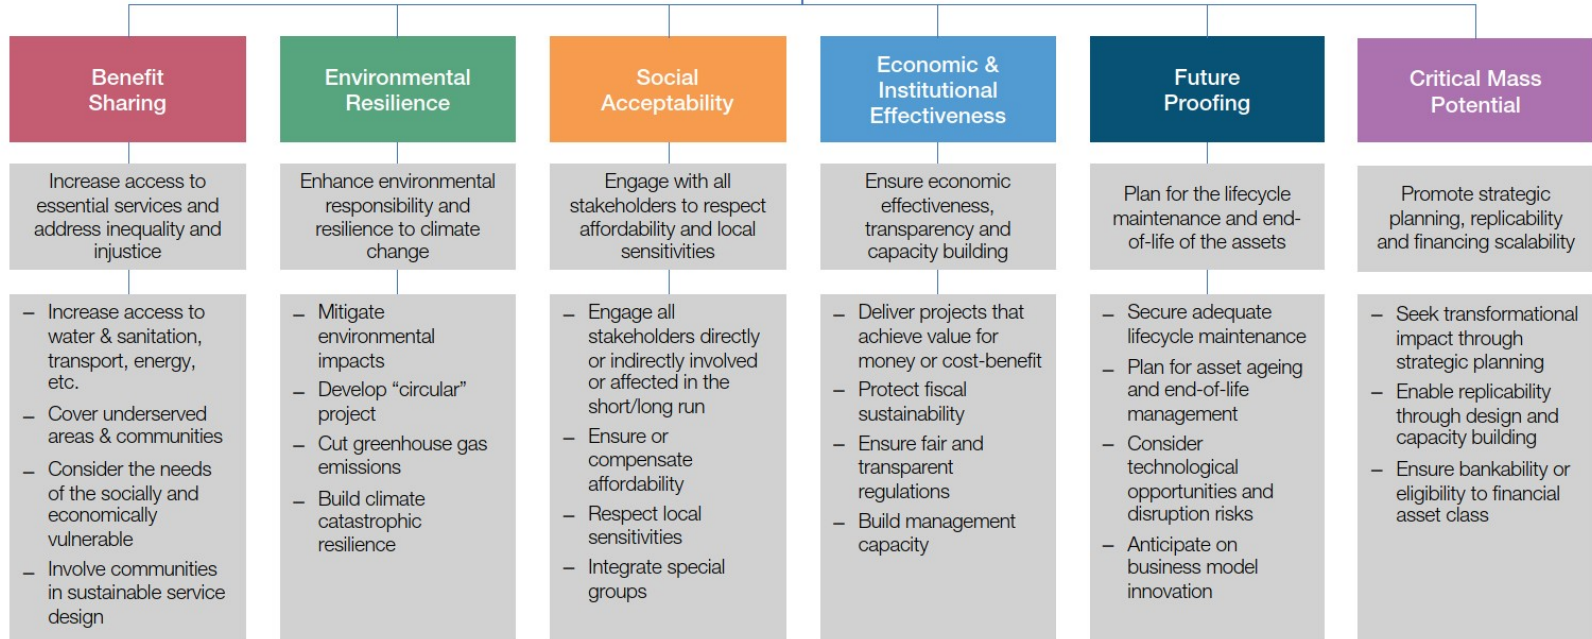 Benefit
Sharing
Increase access to
essential services and
address inequality and
injustice
– Increase access to
water & sanitation,
transport, energy,
etc.
– Cover underserved
areas & communities
– Consider the needs
of the socially and
economically
vulnerable
– Involve communities
in sustainable service
design
Environmental
Resilience
Enhance environmental
responsibility and
resilience to climate
change
– Mitigate
environmental
impacts
– Develop “circular”
project
– Cut greenhouse gas
emissions
– Build climate
catastrophic
resilience
Social
Acceptability
Engage with all
stakeholders to respect
affordability and local
sensitivities
– Engage all
stakeholders directly
or indirectly involved
or affected in the
short/long run
– Ensure or
compensate
affordability
– Respect local
sensitivities
– Integrate special
groups
Economic &
Institutional
Effectiveness
Ensure economic
effectiveness,
transparency and
capacity building
– Deliver projects that
achieve value for
money or cost-benefit
– Protect fiscal
sustainability
– Ensure fair and
transparent
regulations
– Build management
capacity
Future
Proofing
Plan for the lifecycle
maintenance and end-
of-life of the assets
– Secure adequate
lifecycle maintenance
– Plan for asset ageing
and end-of-life
management
– Consider
technological
opportunities and
disruption risks
– Anticipate on
business model
innovation
Critical Mass
Potential
Promote strategic
planning, replicability
and financing scalability
– Seek transformational
impact through
strategic planning
– Enable replicability
through design and
capacity building
– Ensure bankability or
eligibility to financial
asset class